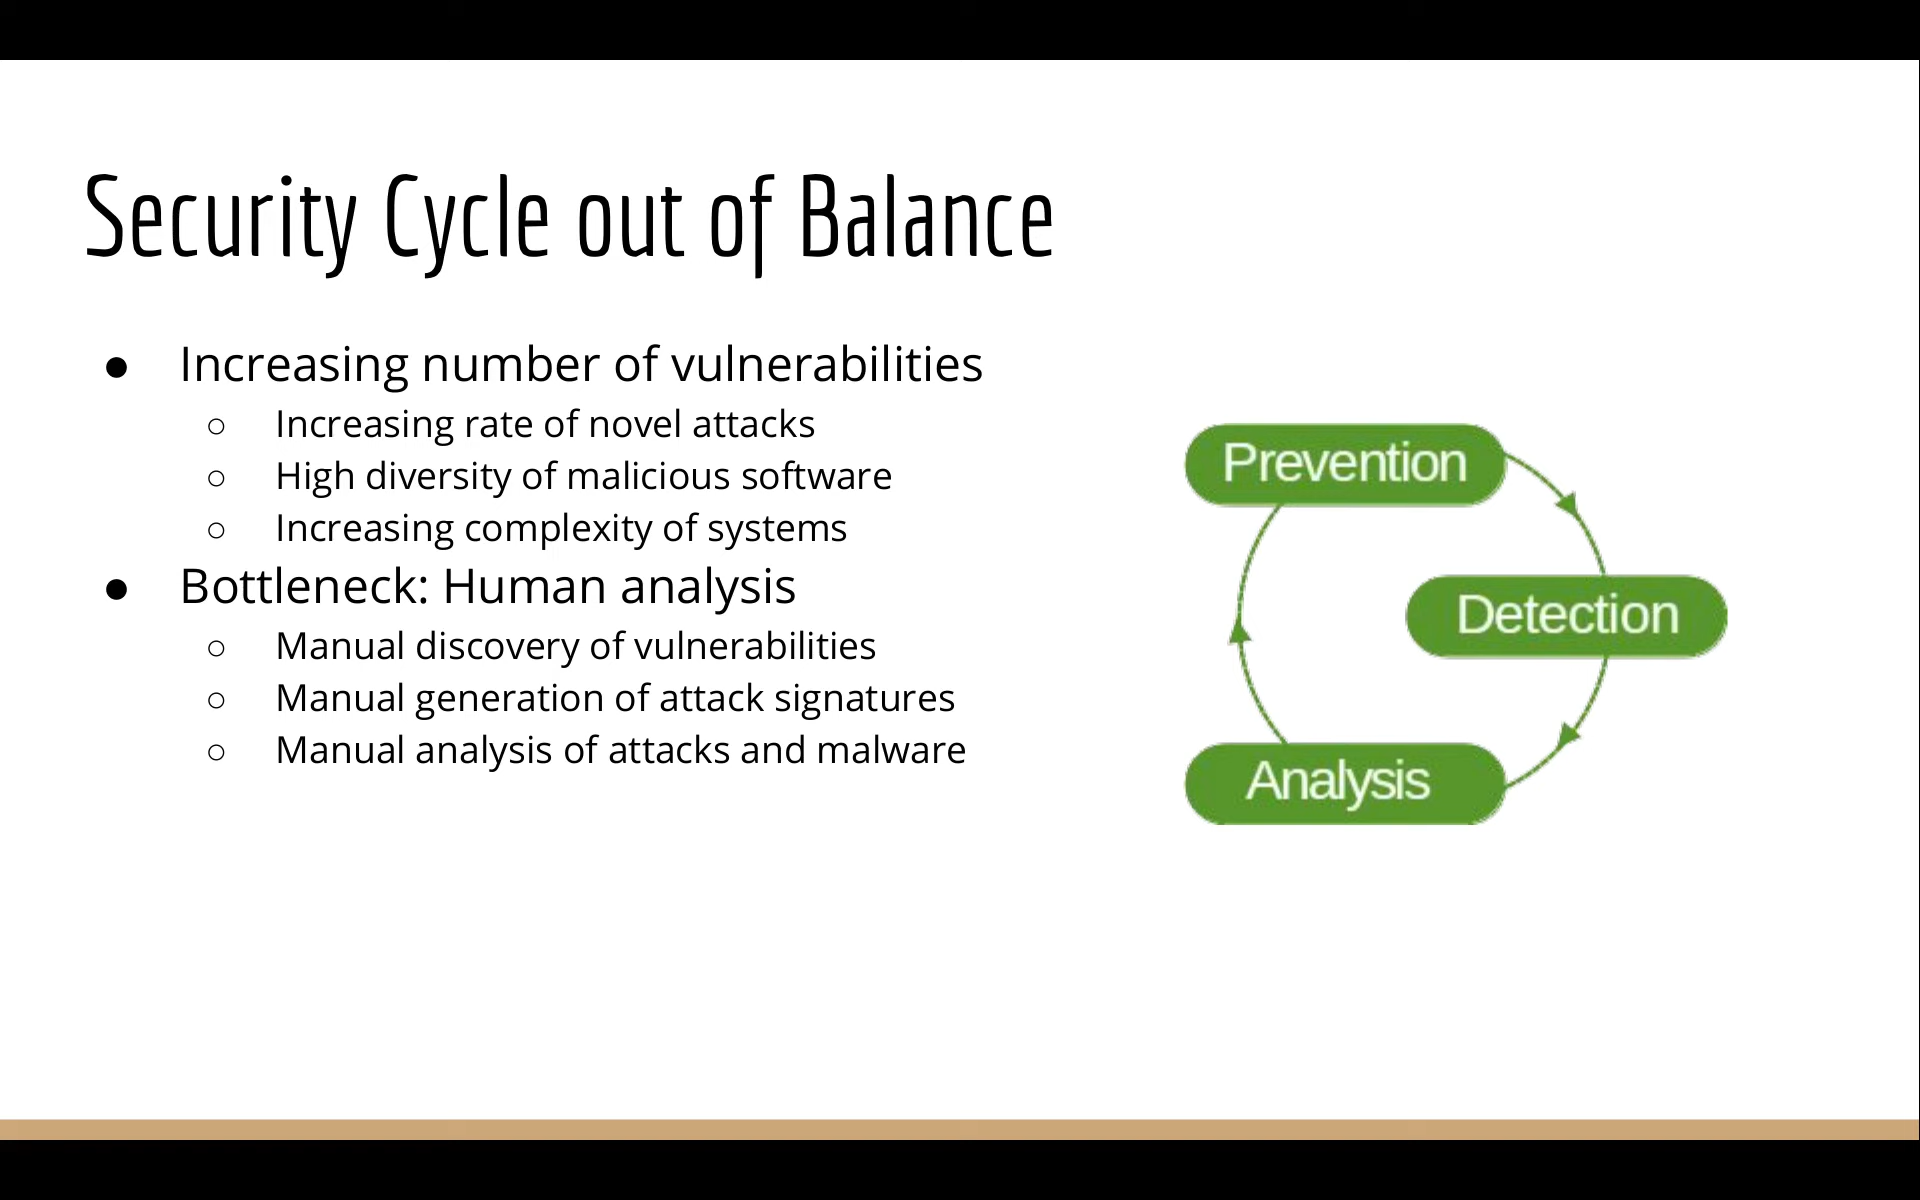 Security Cycle out of Balance
● Increasing number of vulnerabilities
○ Increasing rate of novel attacks
○ High diversity of malicious software
○ Increasing complexity of systems
● Bottleneck: Human analysis
○ Manual discovery of vulnerabilities
○ Manual generation of attack signatures
○ Manual analysis of attacks and malware
Prevention
Detection
Analysis